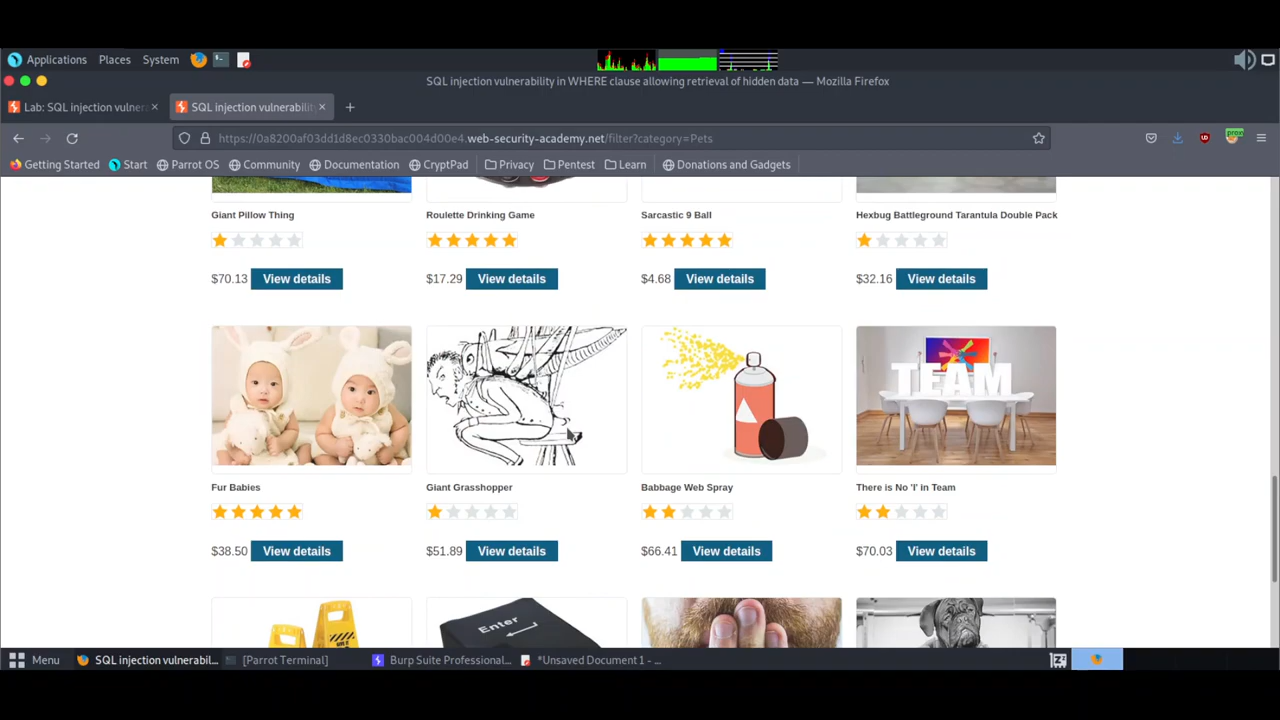 Applications Places System
SQL injection vulnerability in WHERE clause allowing retrieval of hidden data — Mozilla Firefox
Lab: SQL injection vulner
SQL injection vulnerability
https://0a8200af03dd1d8ec0330bac004d00e4.web-security-academy.net/filter?category=Pets
proxy
Getting Started Start Parrot OS Community Documentation CryptPad Privacy Pentest Learn Donations and Gadgets
Giant Pillow Thing Roulette Drinking Game Sarcastic 9 Ball Hexbug Battleground Tarantula Double Pack
$70.13 View details $17.29 View details $4.68 View details $32.16 View details
TEAM
Fur Babies Giant Grasshopper Babbage Web Spray There is No 'I' in Team
$38.50 View details $51.89 View details $66.41 View details $70.03 View details
Enter
Menu SQL injection vulnerabil... [Parrot Terminal] Burp Suite Professional... *Unsaved Document 1 - ...